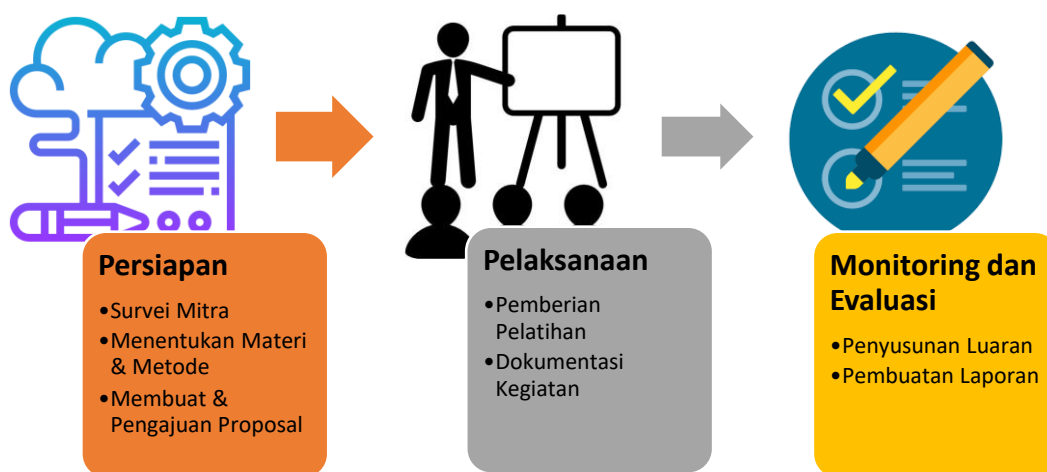 Persiapan
•Survei Mitra
•Menentukan Materi
& Metode
•Membuat &
Pengajuan Proposal
Pelaksanaan
•Pemberian
Pelatihan
•Dokumentasi
Kegiatan
Monitoring dan
Evaluasi
•Penyusunan Luaran
•Pembuatan Laporan